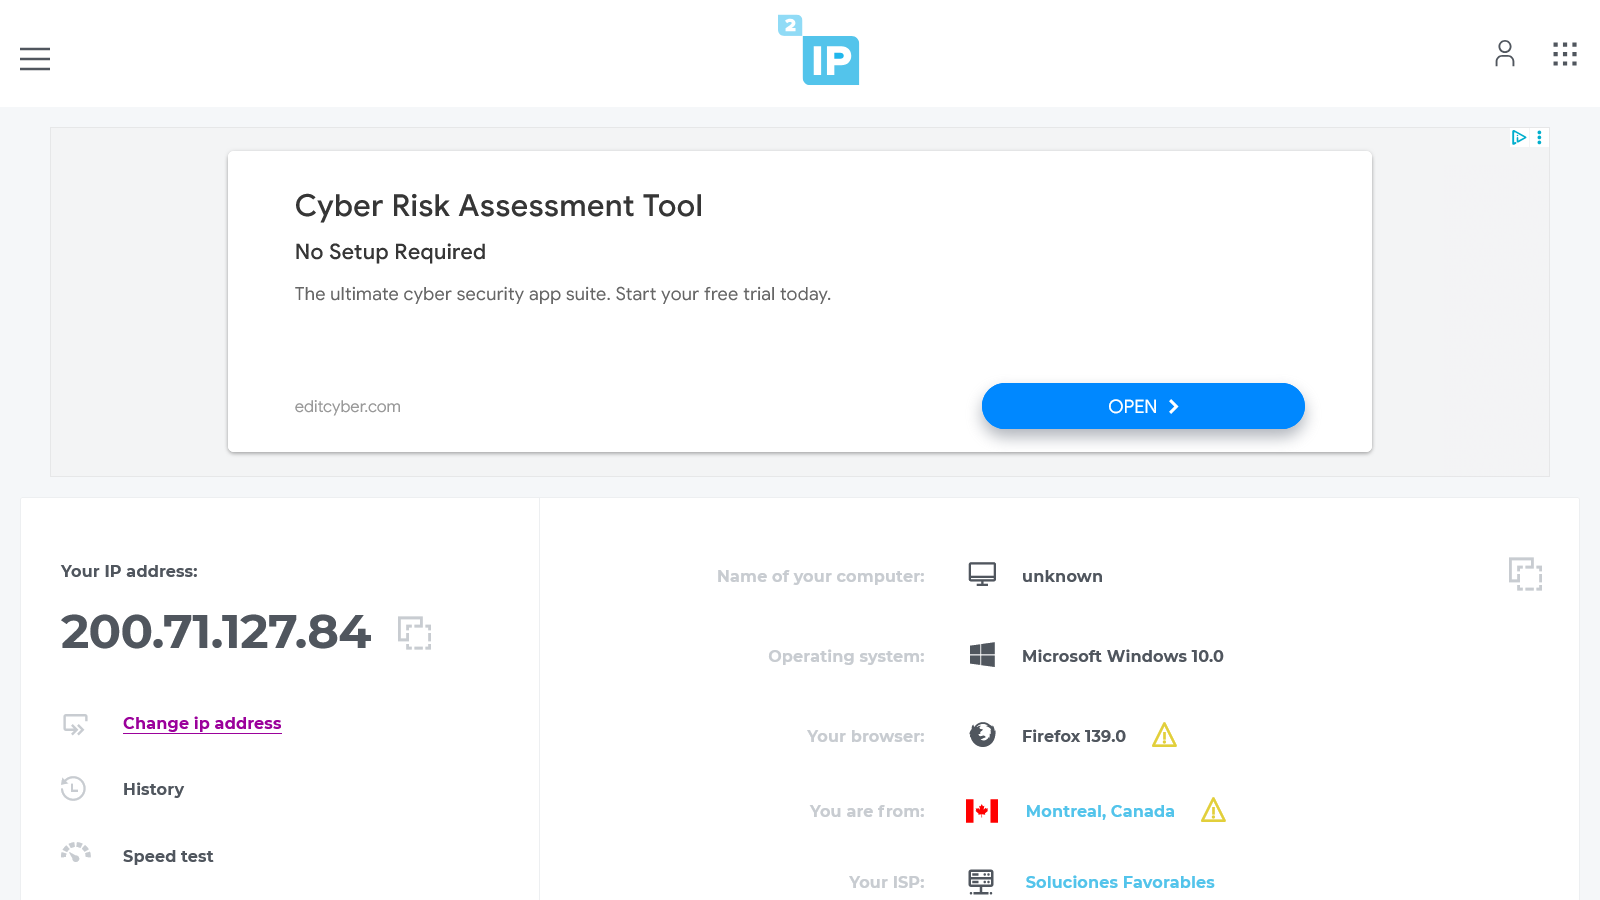 2
IP
Cyber Risk Assessment Tool
No Setup Required
The ultimate cyber security app suite. Start your free trial today.
editcyber.com
OPEN
Your IP address:
200.71.127.84
Change ip address
History
Speed test
Name of your computer:
unknown
Operating system:
Microsoft Windows 10.0
Your browser:
Firefox 139.0
You are from:
Montreal, Canada
Your ISP:
Soluciones Favorables